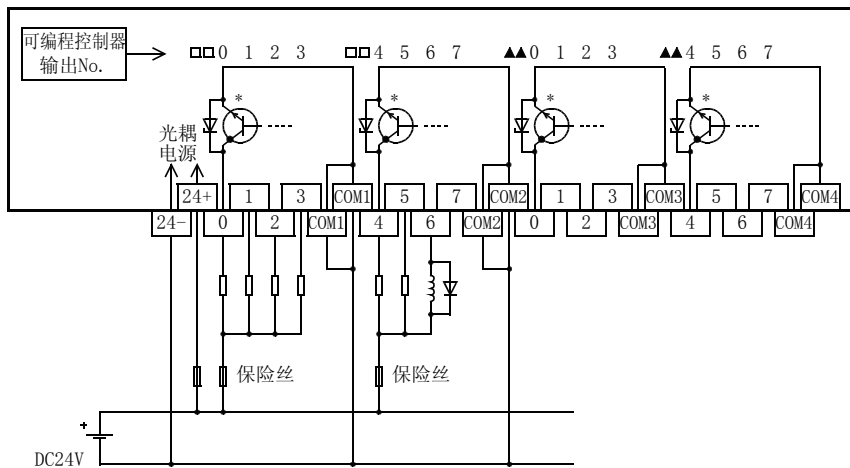 可编程控制器
输出No.
□□0 1 2 3 □□4 5 6 7 ▲▲0 1 2 3 ▲▲4 5 6 7
* * * *
光耦
电源
24+ 1 3 COM1 5 7 COM2 1 3 COM3 5 7 COM4
24- 0 2 COM1 4 6 COM2 0 2 COM3 4 6 COM4
保险丝 保险丝
+
DC24V